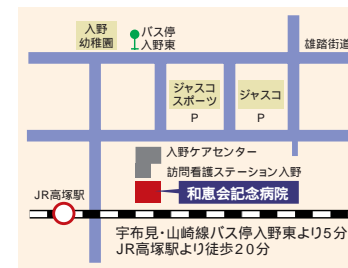 入野
幼稚園
バス停
入野東
雄踏街道
ジャスコ
スポーツ
P
ジャスコ
P
入野ケアセンター
訪問看護ステーション入野
和恵会記念病院
JR高塚駅
宇布見・山崎線バス停入野東より5分
JR高塚駅より徒歩20分